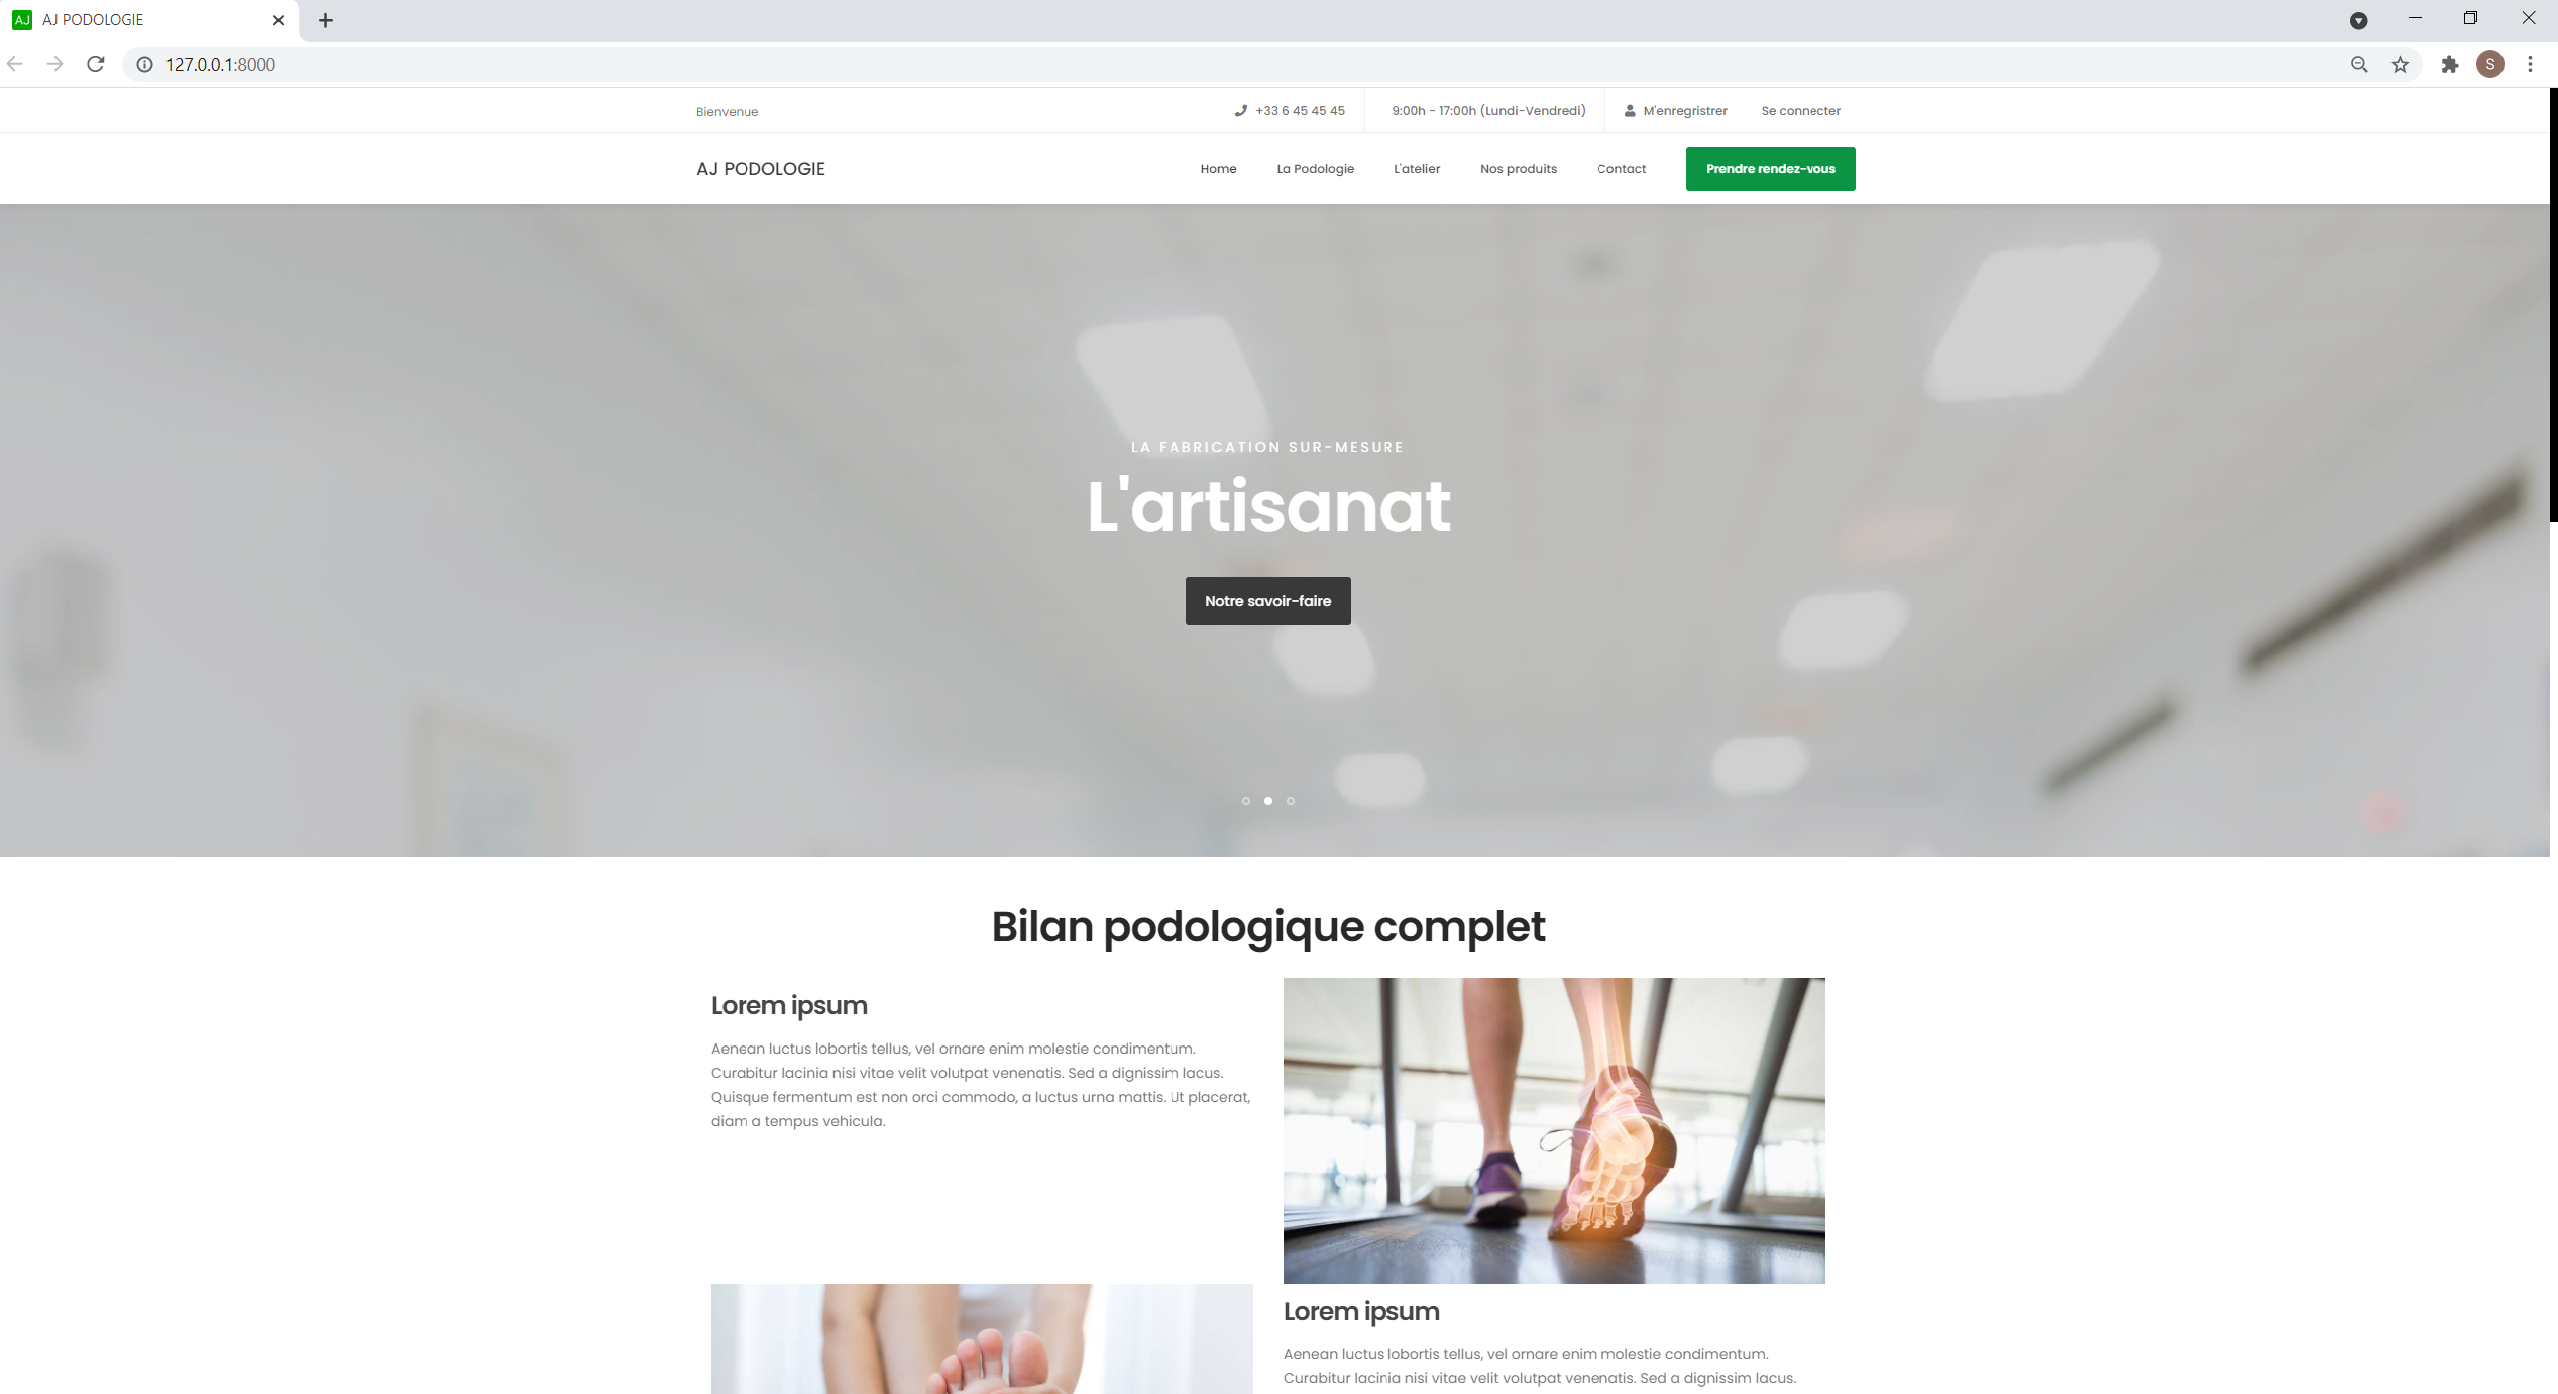 AJ AJ PODOLOGIE
127.0.0.1:8000
S
Bienvenue
+33 6 45 45 45
9:00h - 17:00h (Lundi-Vendredi)
M'enregristrer
Se connecter
AJ PODOLOGIE
Home
La Podologie
L'atelier
Nos produits
Contact
Prendre rendez-vous
LA FABRICATION SUR-MESURE
L'artisanat
Notre savoir-faire
Bilan podologique complet
Lorem ipsum
Aenean luctus lobortis tellus, vel ornare enim molestie condimentum.
Curabitur lacinia nisi vitae velit volutpat venenatis. Sed a dignissim lacus.
Quisque fermentum est non orci commodo, a luctus urna mattis. Ut placerat,
diam a tempus vehicula.
Lorem ipsum
Aenean luctus lobortis tellus, vel ornare enim molestie condimentum.
Curabitur lacinia nisi vitae velit volutpat venenatis. Sed a dignissim lacus.